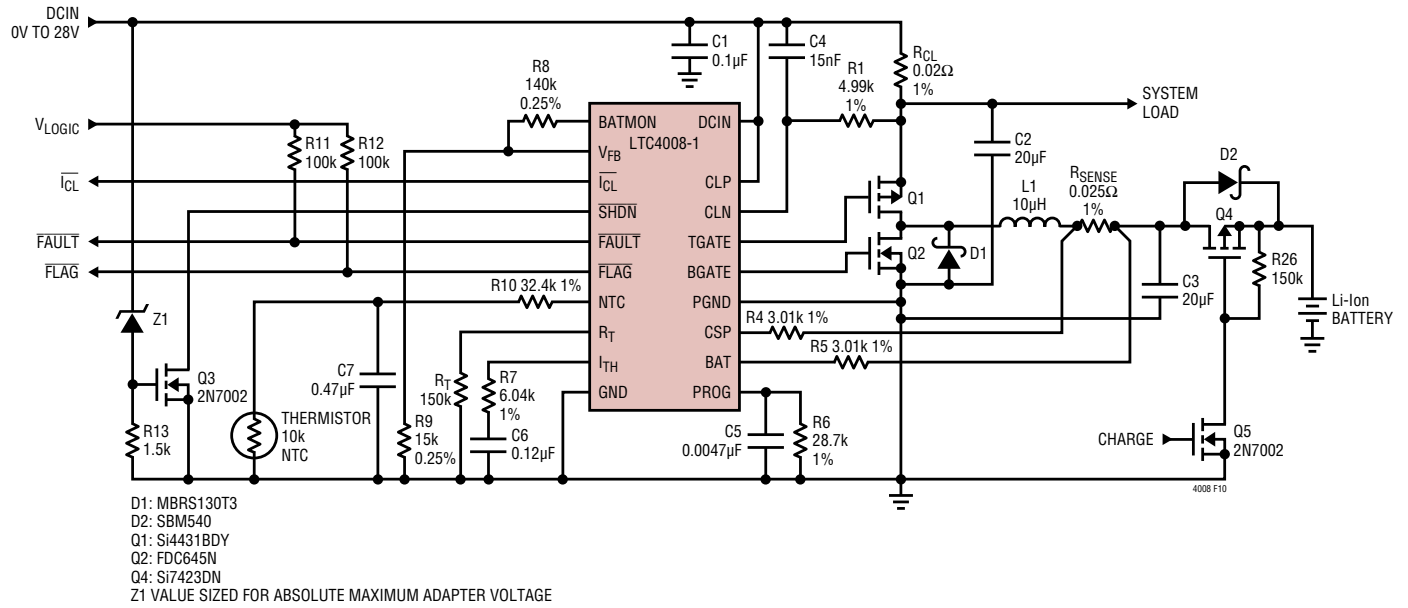 DCIN
0V TO 28V
C1
0.1µF
C4
15nF
R1
4.99k
1%
RCL
0.02Ω
1%
SYSTEM
LOAD
R8
140k
0.25%
VLOGIC
R11
100k
R12
100k
BATMON
DCIN
LTC4008-1
VFB
ICL
CLP
SHDN
CLN
FAULT
TGATE
FLAG
BGATE
NTC
PGND
RT
CSP
ITH
BAT
GND
PROG
ICL
FAULT
FLAG
C2
20µF
Q1
Q2
D1
L1
10µH
RSENSE
0.025Ω
1%
D2
Q4
R26
150k
C3
20µF
Li-Ion
BATTERY
R10 32.4k 1%
R4 3.01k 1%
R5 3.01k 1%
Z1
Q3
2N7002
R13
1.5k
THERMISTOR
10k
NTC
C7
0.47µF
RT
150k
R9
15k
0.25%
R7
6.04k
1%
C6
0.12µF
C5
0.0047µF
R6
28.7k
1%
CHARGE
Q5
2N7002
4008 F10
D1: MBRS130T3
D2: SBM540
Q1: Si4431BDY
Q2: FDC645N
Q4: Si7423DN
Z1 VALUE SIZED FOR ABSOLUTE MAXIMUM ADAPTER VOLTAGE